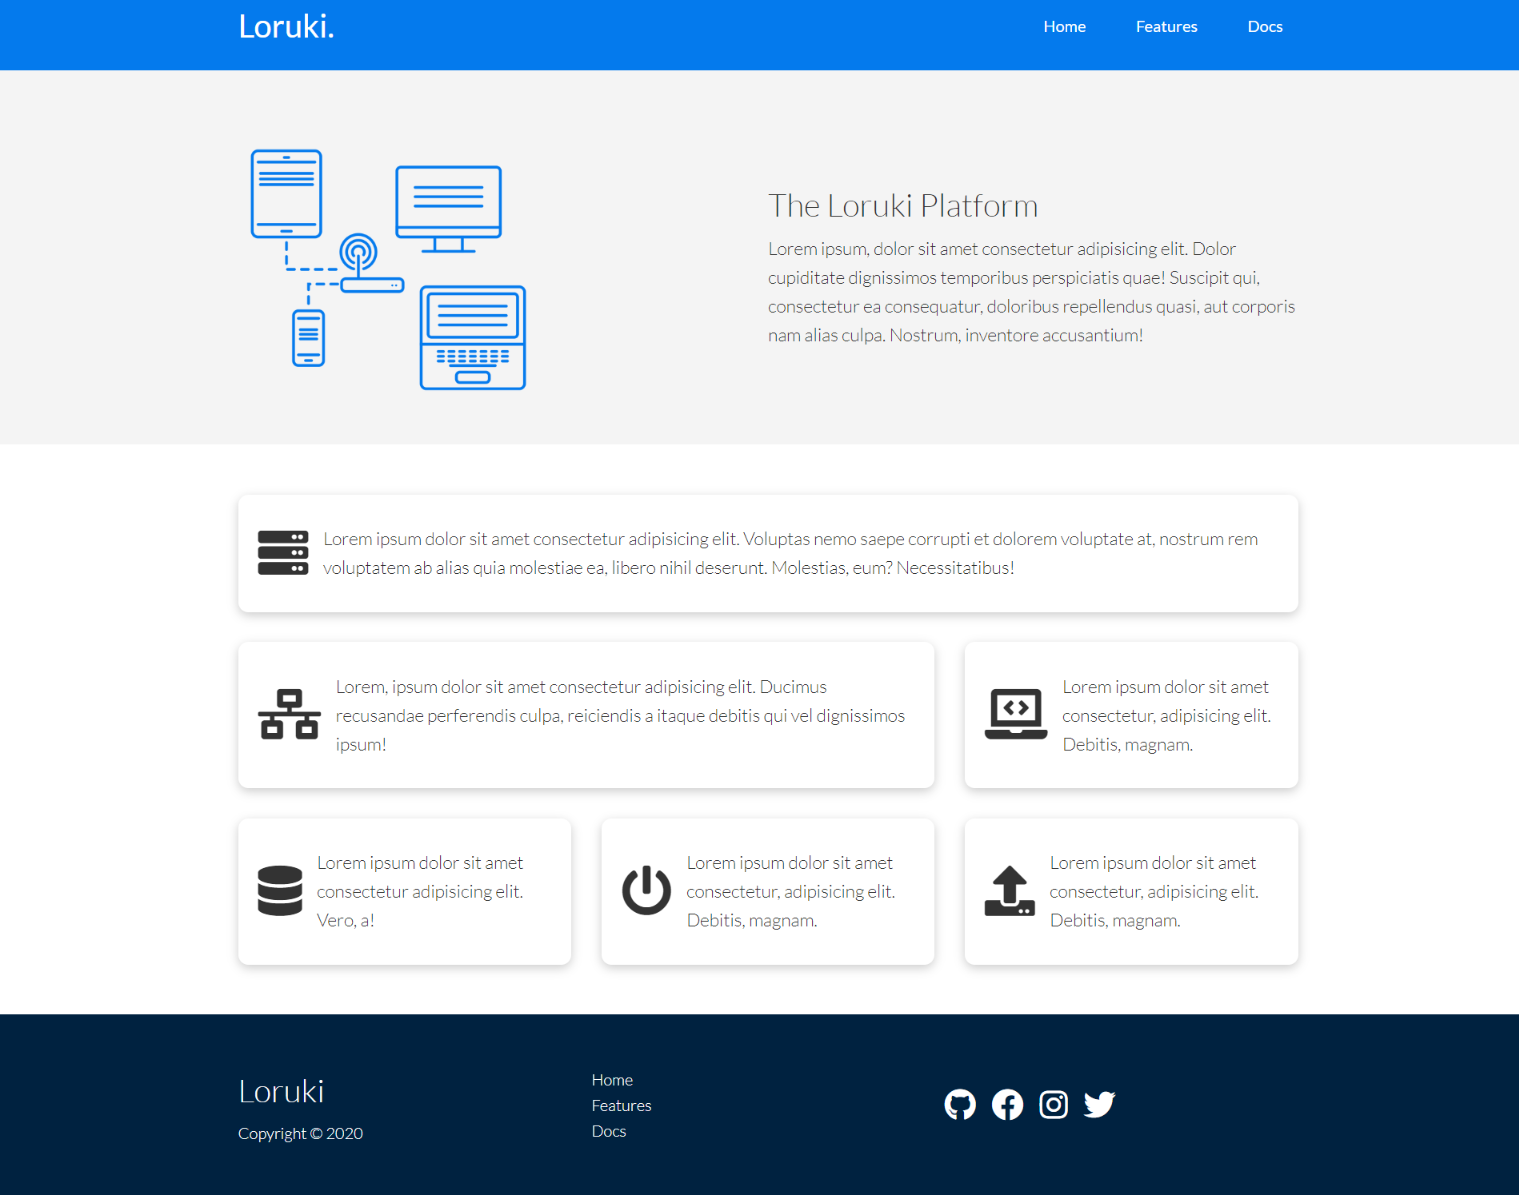 Loruki.
Home
Features
Docs
The Loruki Platform
Lorem ipsum, dolor sit amet consectetur adipisicing elit. Dolor
cupiditate dignissimos temporibus perspiciatis quae! Suscipit qui,
consectetur ea consequatur, doloribus repellendus quasi, aut corporis
nam alias culpa. Nostrum, inventore accusantium!
Lorem ipsum dolor sit amet consectetur adipisicing elit. Voluptas nemo saepe corrupti et dolorem voluptate at, nostrum rem
voluptatem ab alias quia molestiae ea, libero nihil deserunt. Molestias, eum? Necessitatibus!
Lorem, ipsum dolor sit amet consectetur adipisicing elit. Ducimus
recusandae perferendis culpa, reiciendis a itaque debitis qui vel dignissimos
ipsum!
Lorem ipsum dolor sit amet
consectetur, adipisicing elit.
Debitis, magnam.
Lorem ipsum dolor sit amet
consectetur adipisicing elit.
Vero, a!
Lorem ipsum dolor sit amet
consectetur, adipisicing elit.
Debitis, magnam.
Lorem ipsum dolor sit amet
consectetur, adipisicing elit.
Debitis, magnam.
Loruki
Copyright © 2020
Home
Features
Docs